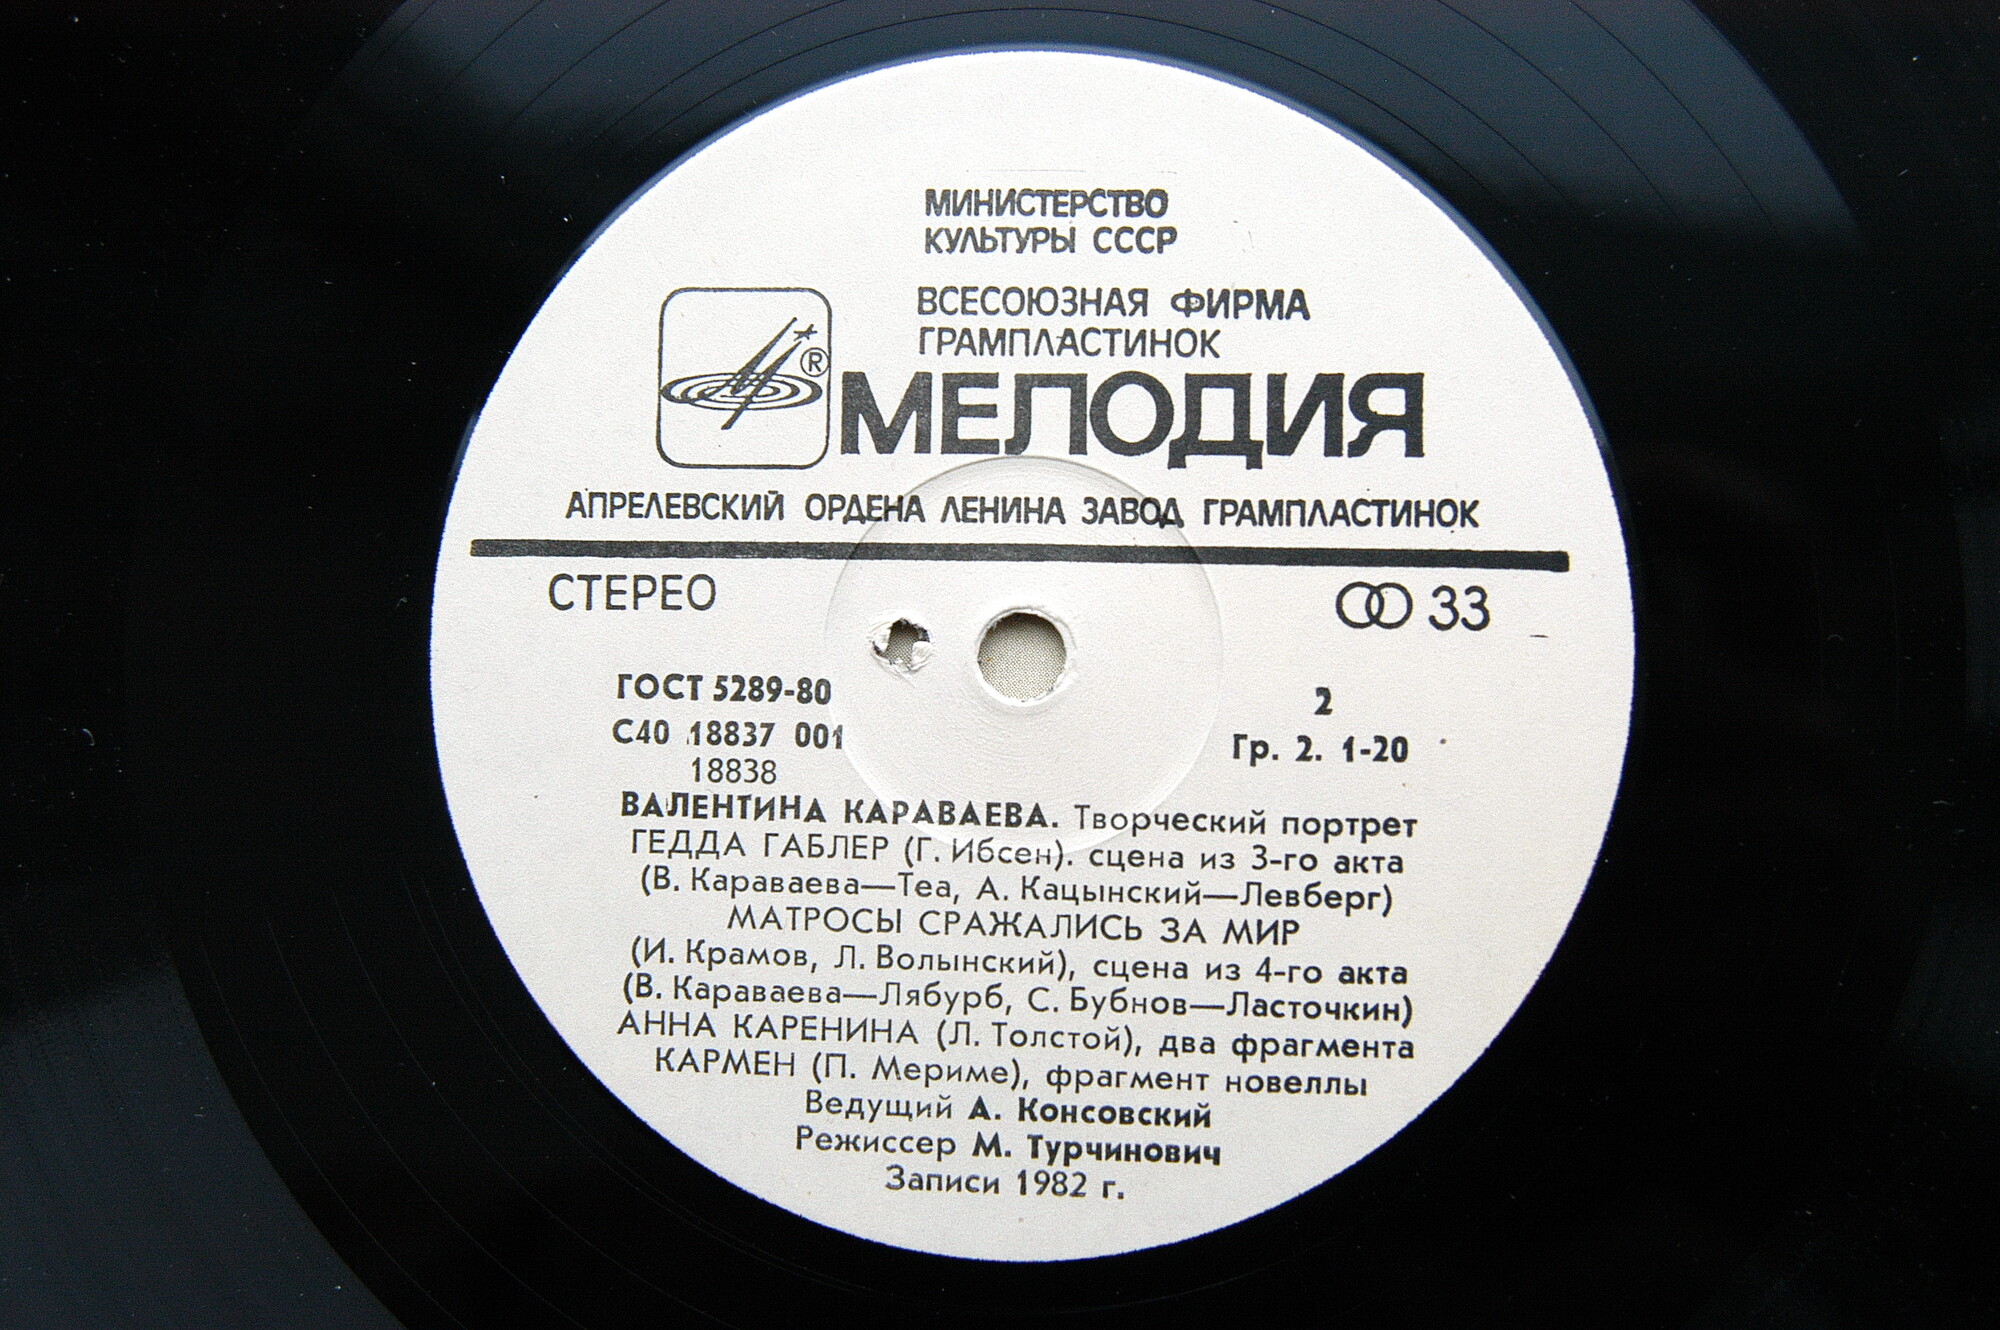 МИНИСТЕРСТВО
КУЛЬТУРЫ СССР
ВСЕСОЮЗНАЯ ФИРМА
ГРАМПЛАСТИНОК
® МЕЛОДИЯ
АПРЕЛЕВСКИЙ ОРДЕНА ЛЕНИНА ЗАВОД ГРАМПЛАСТИНОК
СТЕРЕО 33
ГОСТ 5289-80 2
С40 18837 001 Гр. 2. 1-20
18838
ВАЛЕНТИНА КАРАВАЕВА. Творческий портрет
ГЕДДА ГАБЛЕР (Г. Ибсен). сцена из 3-го акта
(В. Караваева—Теа, А. Кацынский—Левберг)
МАТРОСЫ СРАЖАЛИСЬ ЗА МИР
(И. Крамов, Л. Волынский), сцена из 4-го акта
(В. Караваева—Лябурб, С. Бубнов—Ласточкин)
АННА КАРЕНИНА (Л. Толстой), два фрагмента
КАРМЕН (П. Мериме), фрагмент новеллы
Ведущий А. Консовский
Режиссер М. Турчинович
Записи 1982 г.